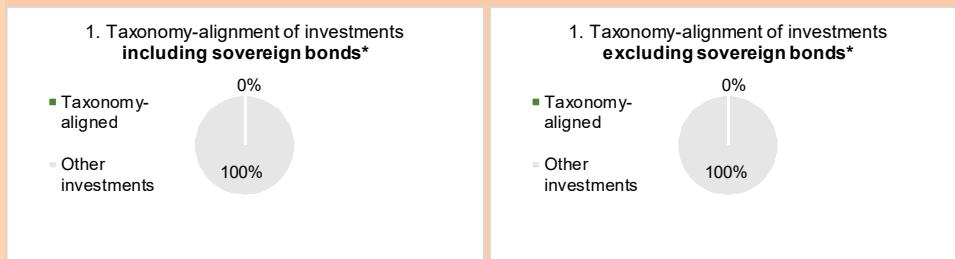 1. Taxonomy-alignment of investments
including sovereign bonds*
0%
Taxonomy-
aligned
Other
investments
100%
1. Taxonomy-alignment of investments
excluding sovereign bonds*
0%
Taxonomy-
aligned
Other
investments
100%